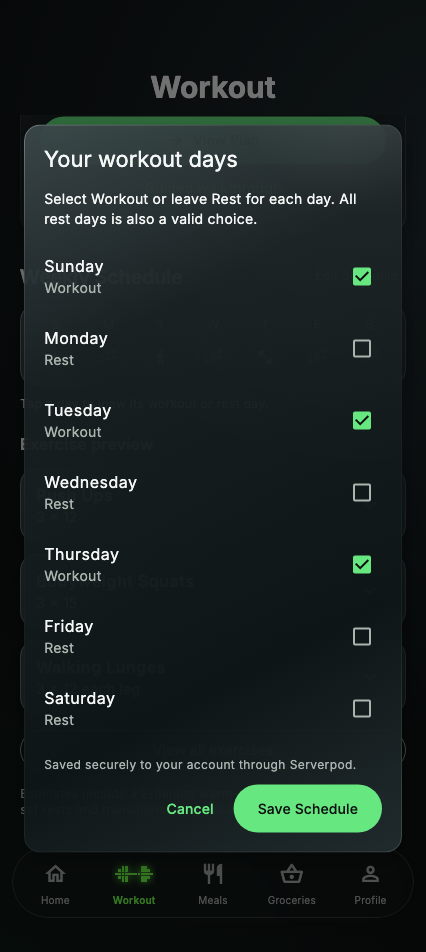 Workout
Your workout days
Select Workout or leave Rest for each day. All
rest days is also a valid choice.
Sunday
Workout
Monday
Rest
Tuesday
Workout
Wednesday
Rest
Thursday
Workout
Friday
Rest
Saturday
Rest
Saved securely to your account through Serverpod.
Cancel
Save Schedule
Home
Workout
Meals
Groceries
Profile